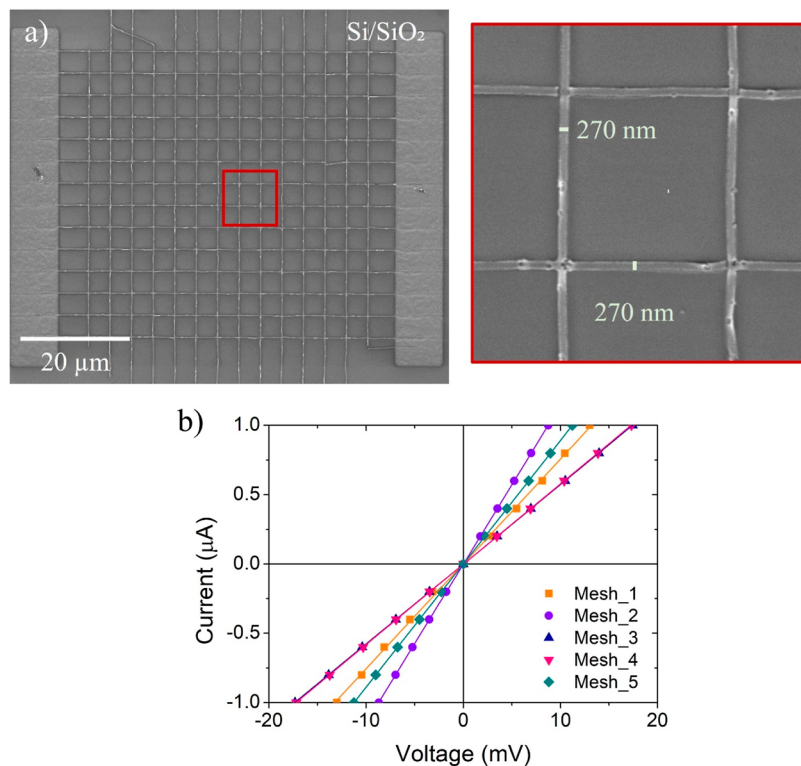 a)
Si/SiO₂
20 µm
270 nm
270 nm
b)
Current (µA)
1.0
0.5
0.0
-0.5
-1.0
Mesh_1
Mesh_2
Mesh_3
Mesh_4
Mesh_5
-20 -10 0 10 20
Voltage (mV)